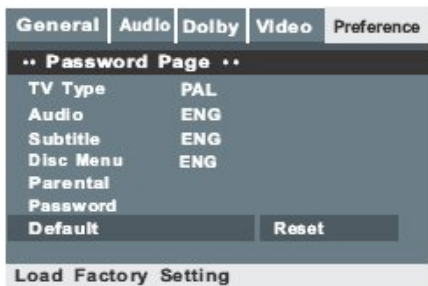 General Audio Dolby Video Preference
·· Password Page ··
TV Type PAL
Audio ENG
Subtitle ENG
Disc Menu ENG
Parental
Password
Default Reset
Load Factory Setting